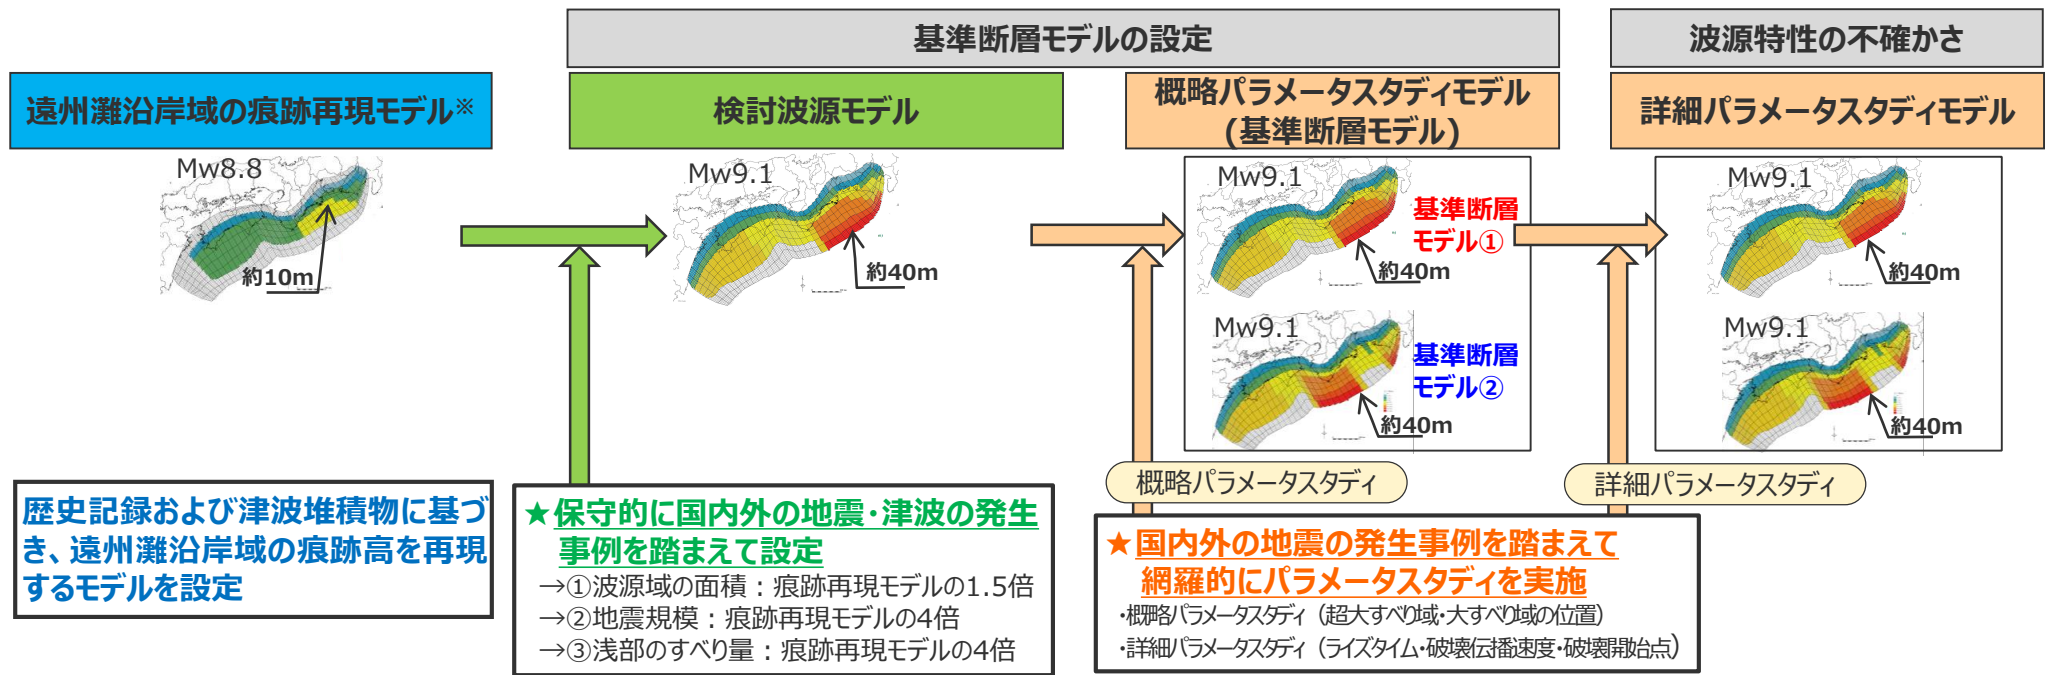 基準断層モデルの設定
波源特性の不確かさ
遠州灘沿岸域の痕跡再現モデル※
検討波源モデル
概略パラメータスタディモデル
(基準断層モデル)
詳細パラメータスタディモデル
Mw8.8
約10m
Mw9.1
約40m
Mw9.1
基準断層
モデル①
約40m
Mw9.1
基準断層
モデル②
約40m
Mw9.1
約40m
Mw9.1
約40m
概略パラメータスタディ
詳細パラメータスタディ
歴史記録および津波堆積物に基づ
き、遠州灘沿岸域の痕跡高を再現
するモデルを設定
★保守的に国内外の地震・津波の発生
事例を踏まえて設定
→①波源域の面積：痕跡再現モデルの1.5倍
→②地震規模：痕跡再現モデルの4倍
→③浅部のすべり量：痕跡再現モデルの4倍
★国内外の地震の発生事例を踏まえて
網羅的にパラメータスタディを実施
・概略パラメータスタディ（超大すべり域・大すべり域の位置）
・詳細パラメータスタディ（ライズタイム・破壊伝播速度・破壊開始点）